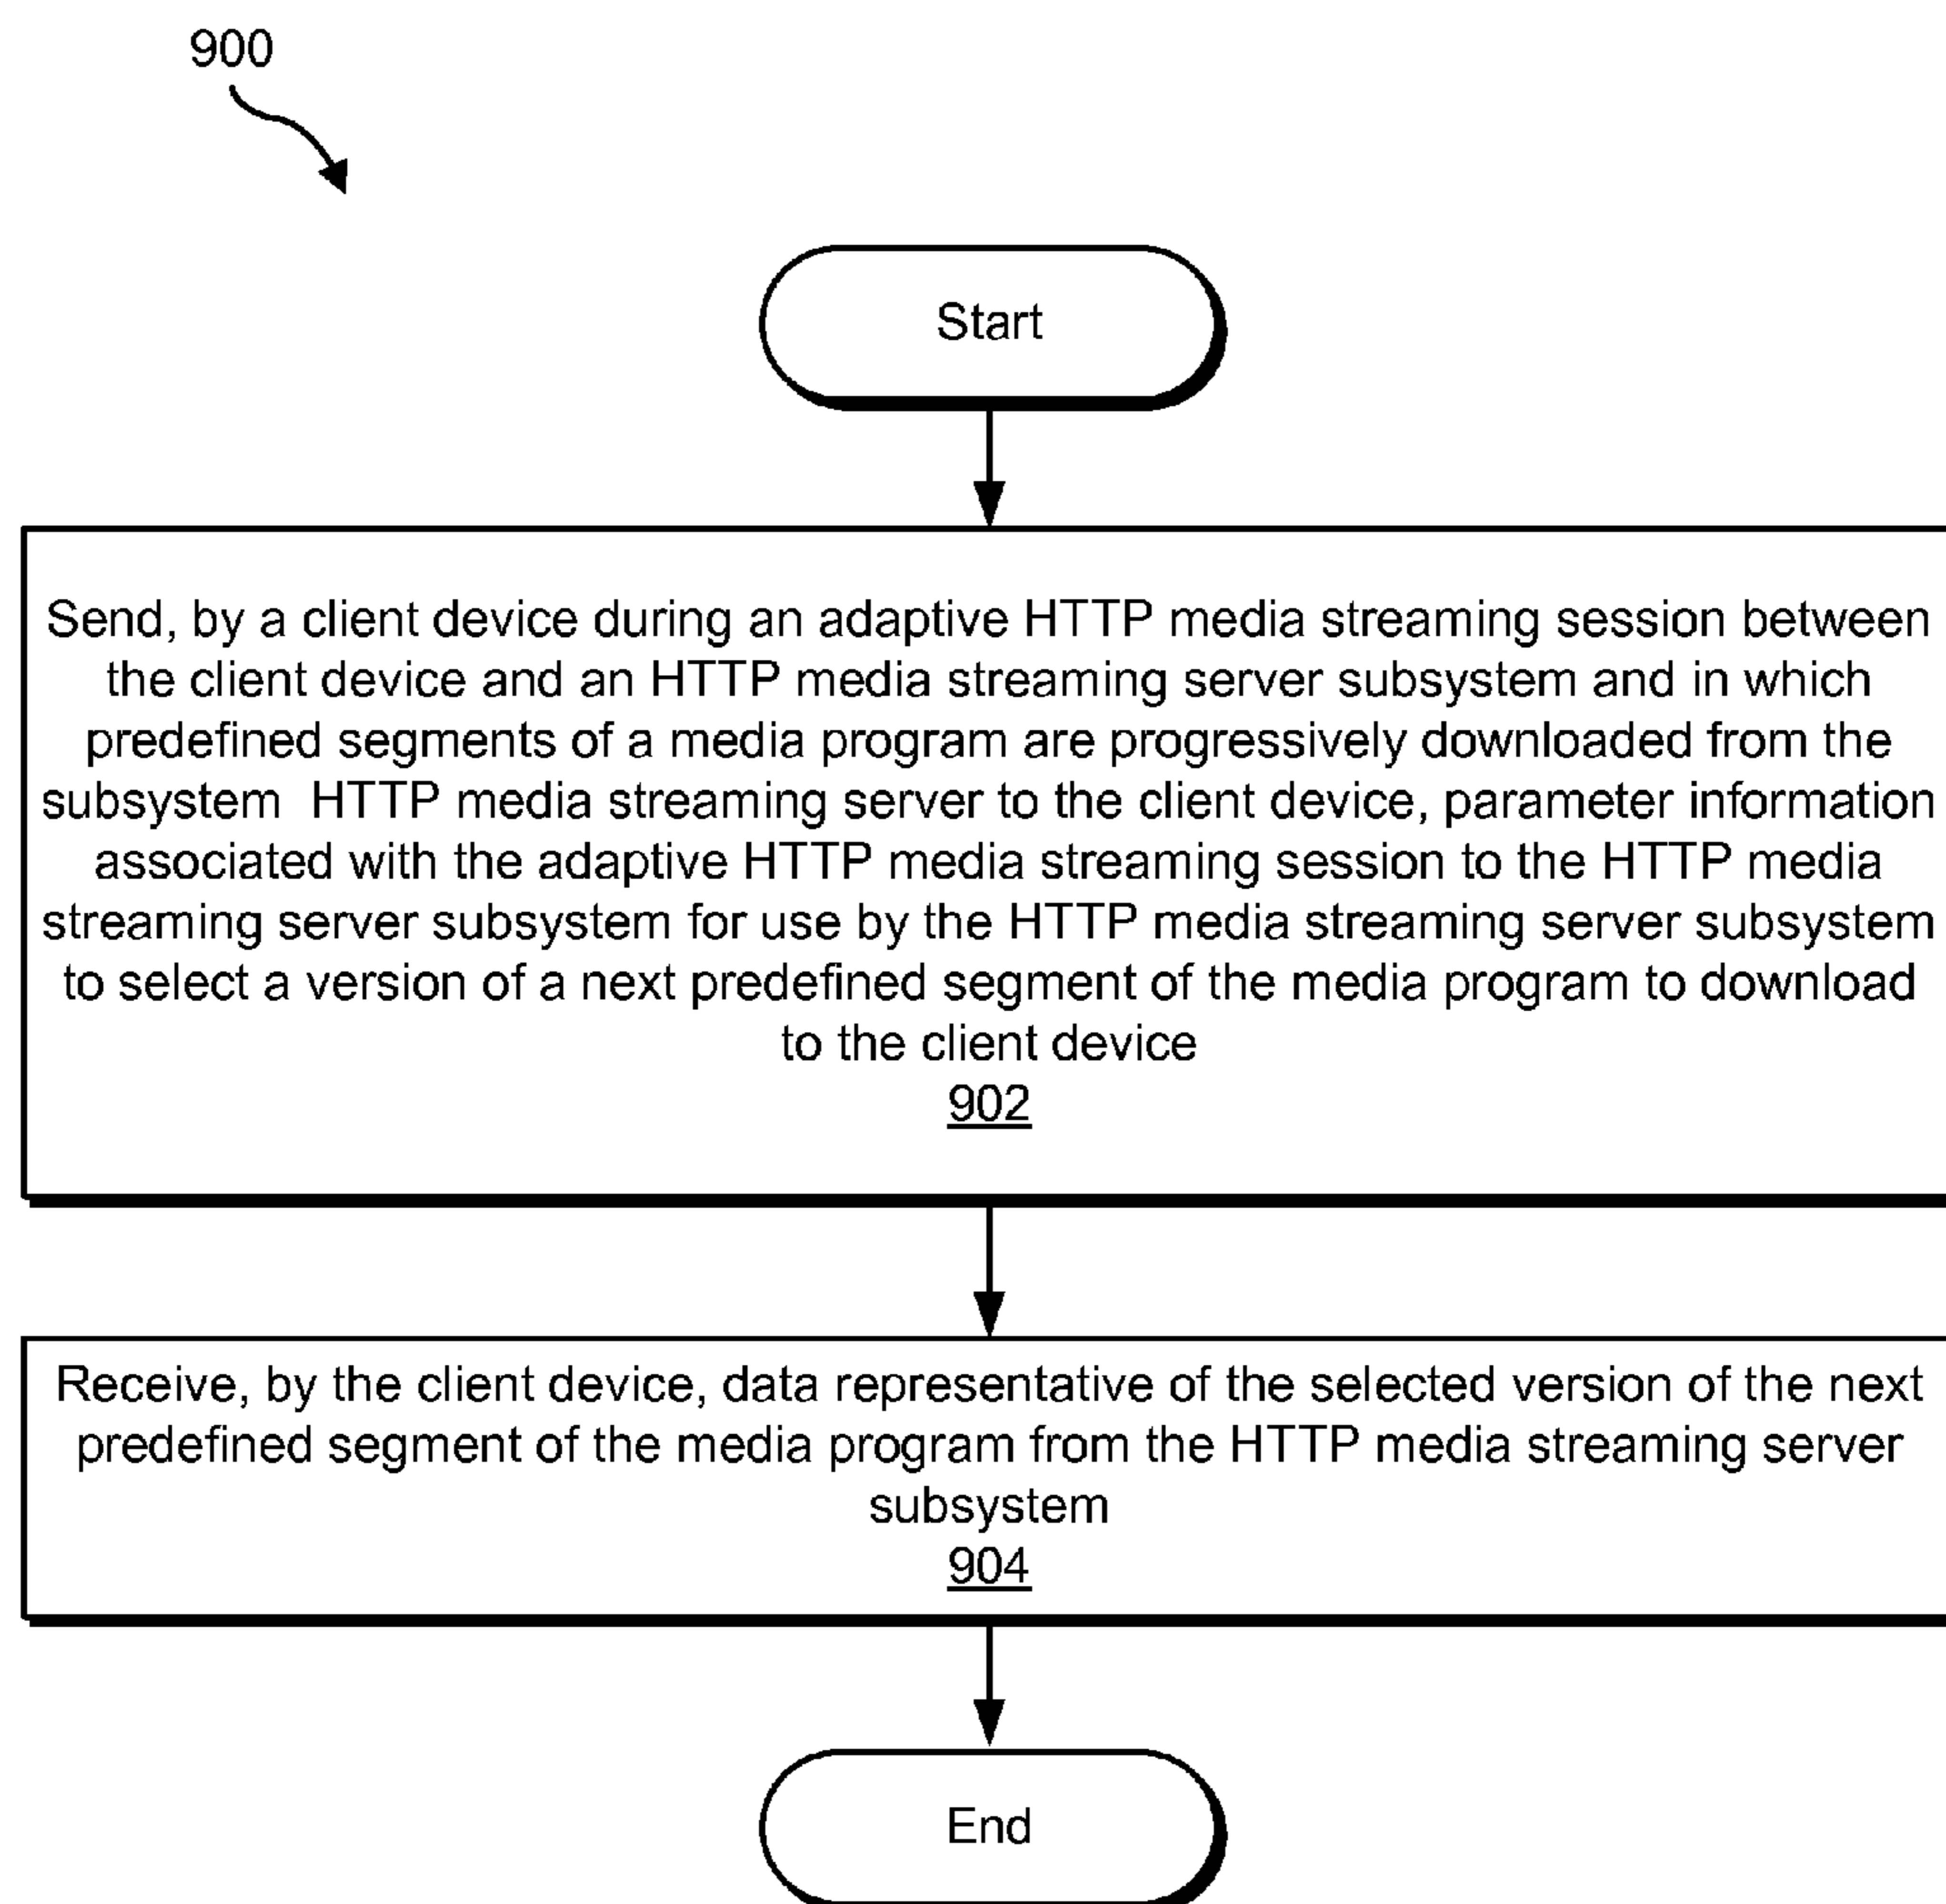 900
Start
Send, by a client device during an adaptive HTTP media streaming session between
the client device and an HTTP media streaming server subsystem and in which
predefined segments of a media program are progressively downloaded from the
subsystem  HTTP media streaming server to the client device, parameter information
associated with the adaptive HTTP media streaming session to the HTTP media
streaming server subsystem for use by the HTTP media streaming server subsystem
to select a version of a next predefined segment of the media program to download
to the client device
902
Receive, by the client device, data representative of the selected version of the next
predefined segment of the media program from the HTTP media streaming server
subsystem
904
End